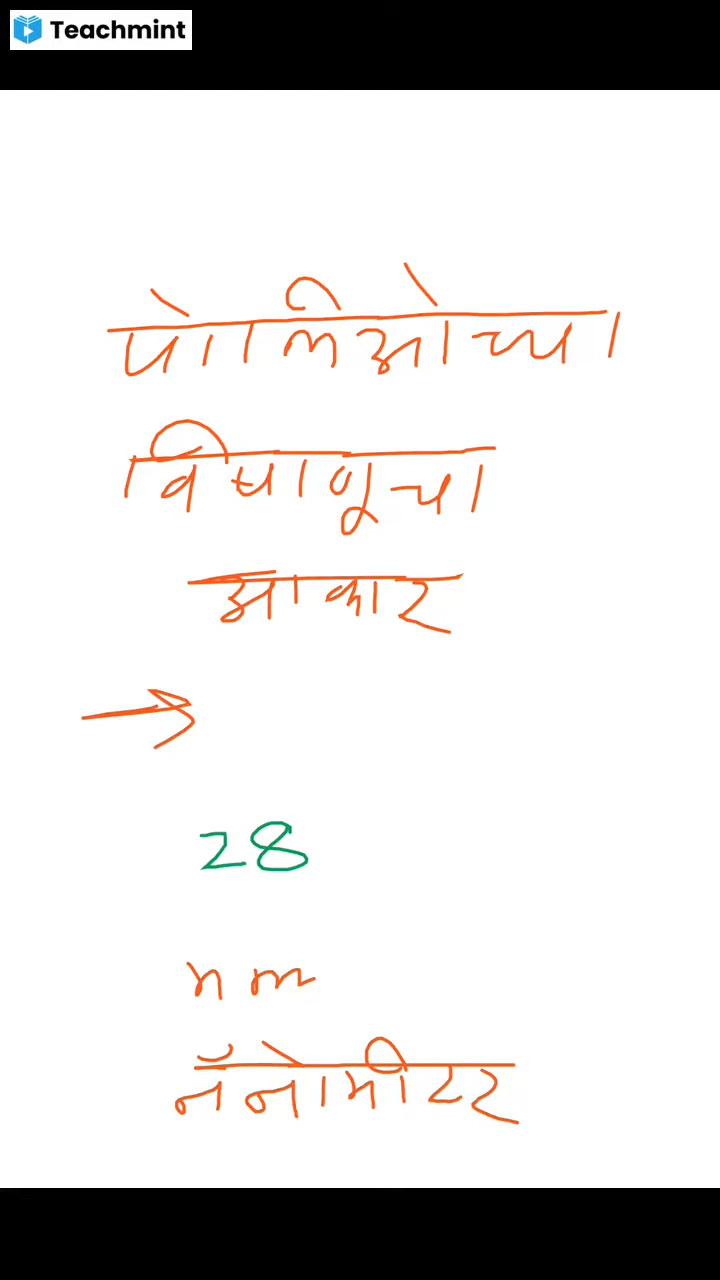 Teachmint
पोलिओच्या
विषाणूचा
आकार
→
28
nm
नॅनोमीटर